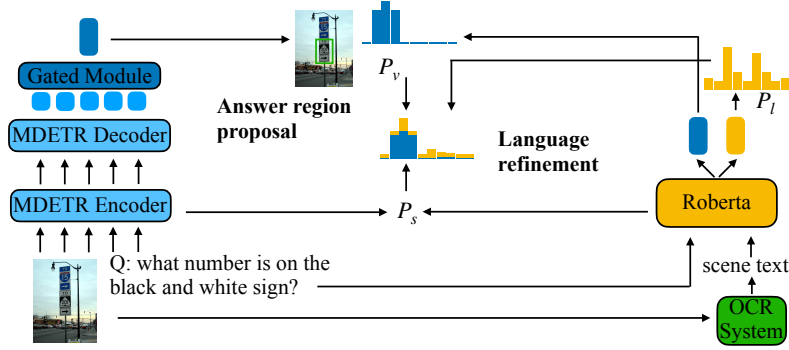 Gated Module
MDETR Decoder
MDETR Encoder
Answer region
proposal
P_v
P_l
Language
refinement
P_s
Roberta
Q: what number is on the
black and white sign?
scene text
OCR
System